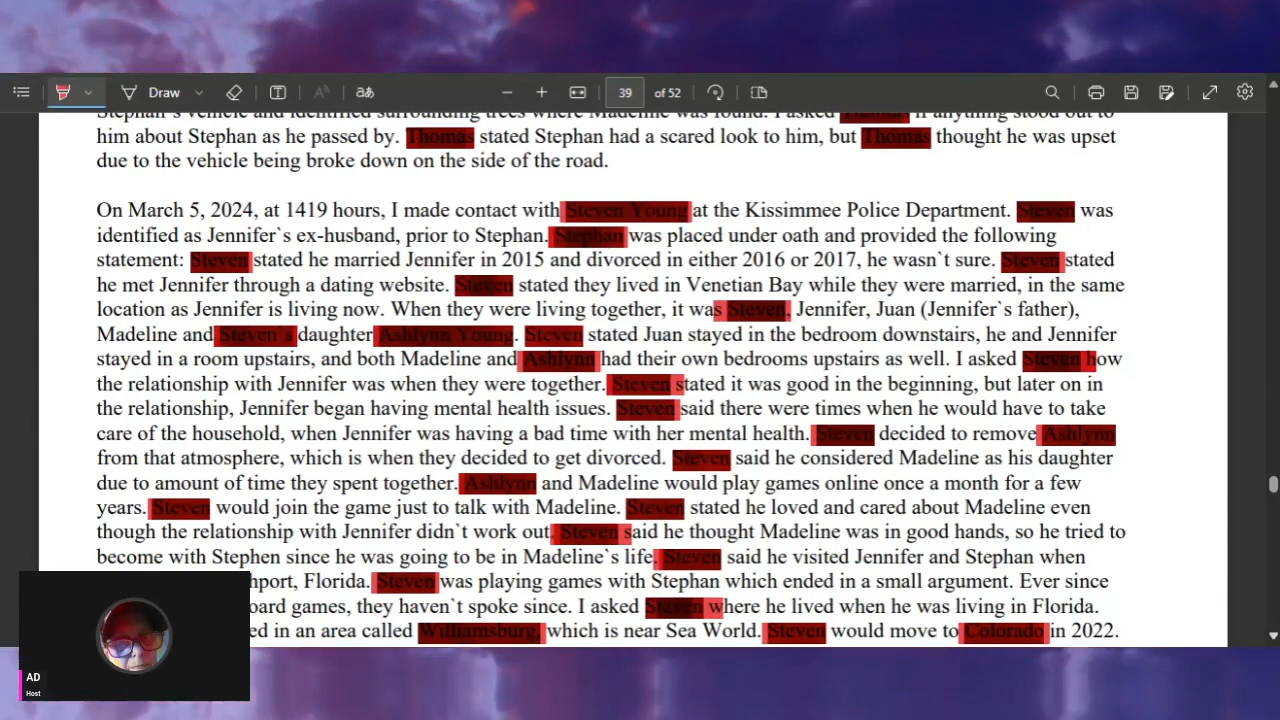 Draw
39 of 52
him about Stephan as he passed by. Thomas stated Stephan had a scared look to him, but Thomas thought he was upset
due to the vehicle being broke down on the side of the road.
On March 5, 2024, at 1419 hours, I made contact with Steven Young at the Kissimmee Police Department. Steven was
identified as Jennifer`s ex-husband, prior to Stephan. Stephan was placed under oath and provided the following
statement: Steven stated he married Jennifer in 2015 and divorced in either 2016 or 2017, he wasn`t sure. Steven stated
he met Jennifer through a dating website. Steven stated they lived in Venetian Bay while they were married, in the same
location as Jennifer is living now. When they were living together, it was Steven, Jennifer, Juan (Jennifer`s father),
Madeline and Steven`s daughter Ashlynn Young. Steven stated Juan stayed in the bedroom downstairs, he and Jennifer
stayed in a room upstairs, and both Madeline and Ashlynn had their own bedrooms upstairs as well. I asked Steven how
the relationship with Jennifer was when they were together. Steven stated it was good in the beginning, but later on in
the relationship, Jennifer began having mental health issues. Steven said there were times when he would have to take
care of the household, when Jennifer was having a bad time with her mental health. Steven decided to remove Ashlynn
from that atmosphere, which is when they decided to get divorced. Steven said he considered Madeline as his daughter
due to amount of time they spent together. Ashlynn and Madeline would play games online once a month for a few
years. Steven would join the game just to talk with Madeline. Steven stated he loved and cared about Madeline even
though the relationship with Jennifer didn`t work out. Steven said he thought Madeline was in good hands, so he tried to
become with Stephen since he was going to be in Madeline`s life. Steven said he visited Jennifer and Stephan when
hport, Florida. Steven was playing games with Stephan which ended in a small argument. Ever since
oard games, they haven`t spoke since. I asked Steven where he lived when he was living in Florida.
ed in an area called Williamsburg, which is near Sea World. Steven would move to Colorado in 2022.
AD
Host